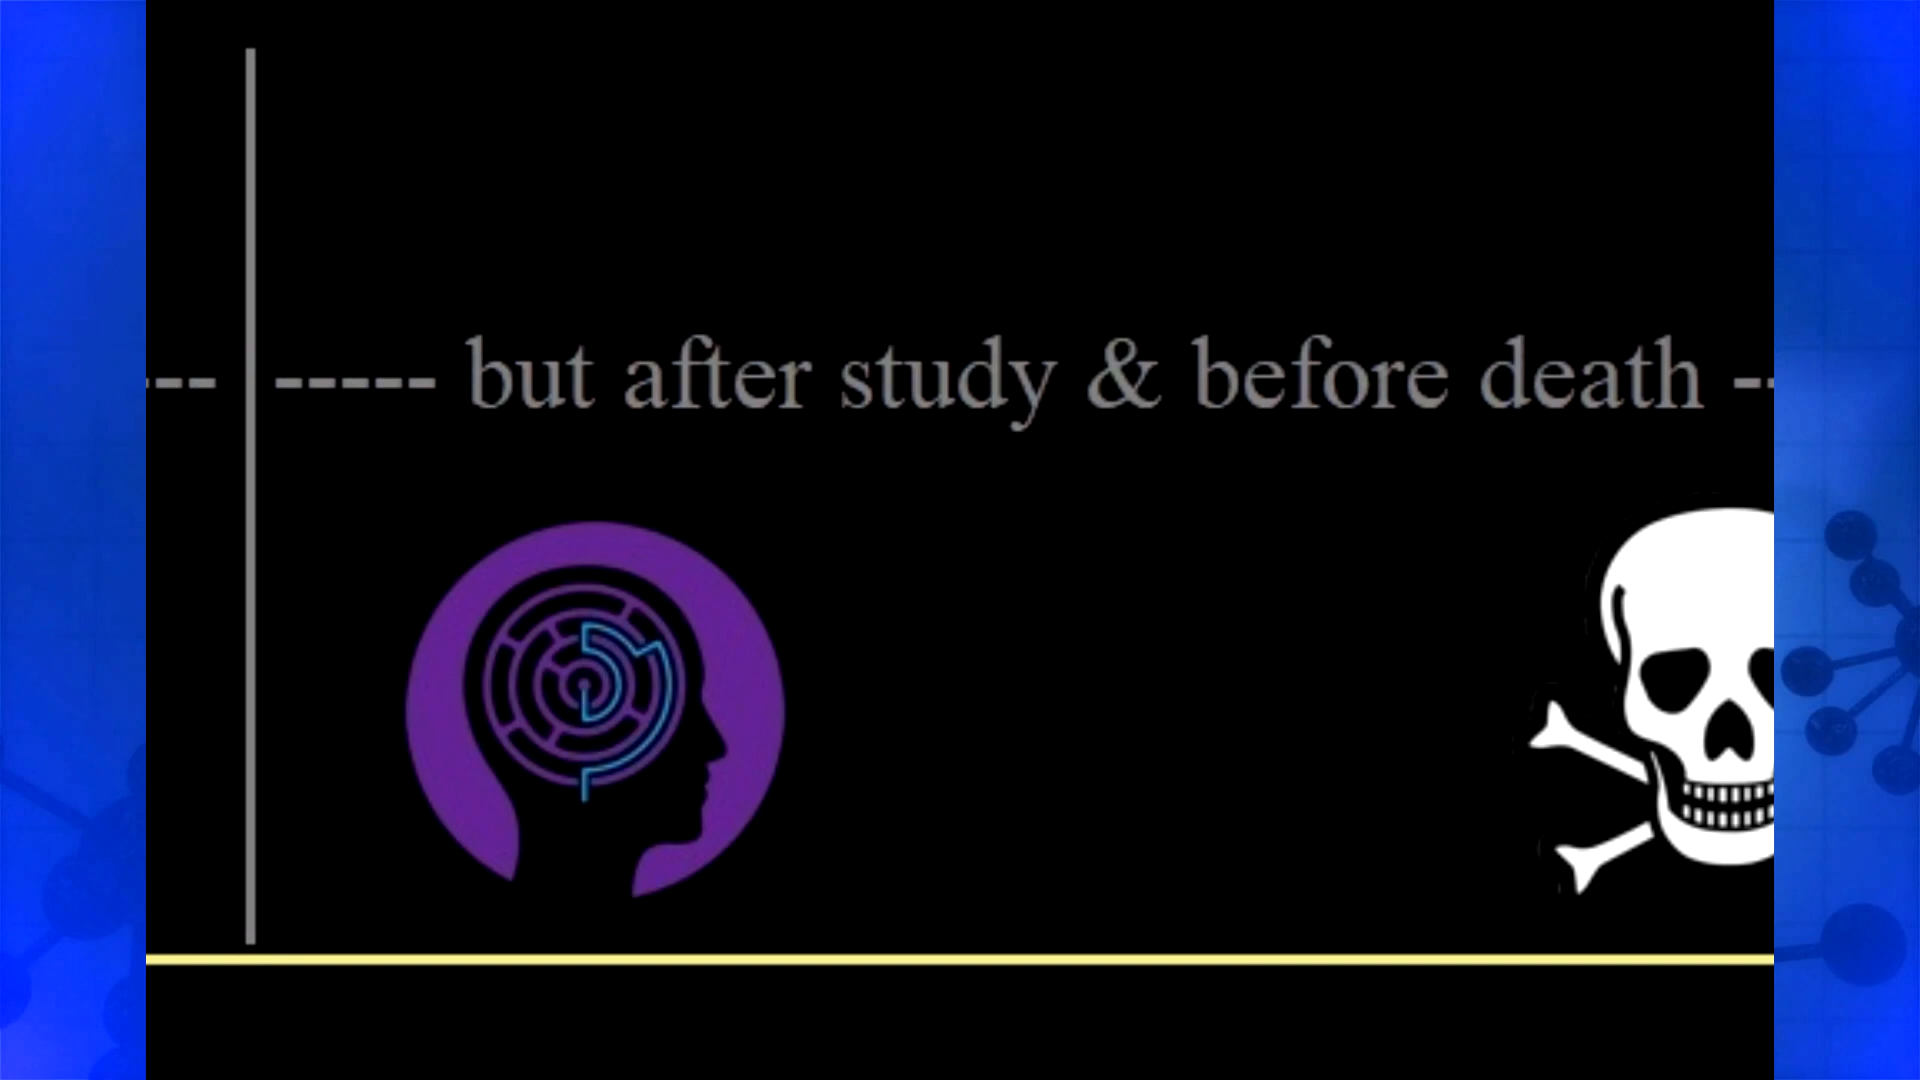 --- ----- but after study & before death --